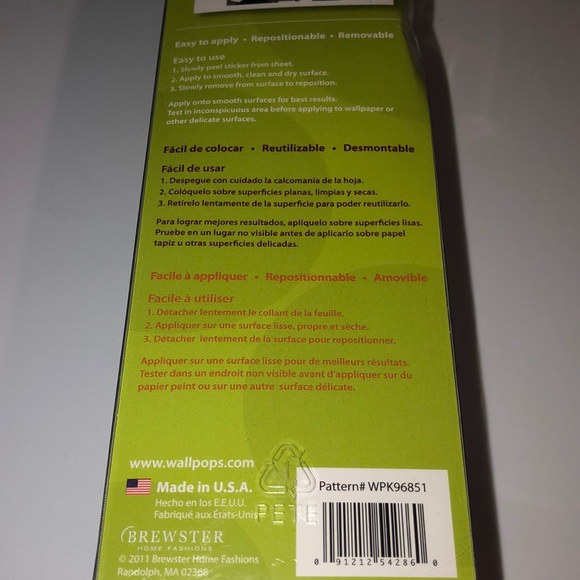 Easy to apply • Repositionable • Removable
Easy to use
1. Slowly peel sticker from sheet.
2. Apply to smooth, clean and dry surface.
3. Slowly remove from surface to reposition.
Apply onto smooth surfaces for best results.
Test in inconspicuous area before applying to wallpaper or
other delicate surfaces.
Fácil de colocar • Reutilizable • Desmontable
Fácil de usar
1. Despegue con cuidado la calcomanía de la hoja.
2. Colóquelo sobre superficies planas, limpias y secas.
3. Retírelo lentamente de la superficie para poder reutilizarlo.
Para lograr mejores resultados, aplíquelo sobre superficies lisas.
Pruebe en un lugar no visible antes de aplicarlo sobre papel
tapiz u otras superficies delicadas.
Facile à appliquer • Repositionnable • Amovible
Facile à utiliser
1. Détacher lentement le collant de la feuille.
2. Appliquer sur une surface lisse, propre et sèche.
3. Détacher lentement de la surface pour repositionner.
Appliquer sur une surface lisse pour de meilleurs résultats.
Tester dans un endroit non visible avant d'appliquer sur du
papier peint ou sur une autre surface délicate.
www.wallpops.com
Made in U.S.A.
Hecho en los E.E.U.U.
Fabriqué aux États-Unis
1
PETE
BREWSTER
HOME FASHIONS
© 2011 Brewster Home Fashions
Randolph, MA 02368
Pattern# WPK96851
0 91212 54286 0